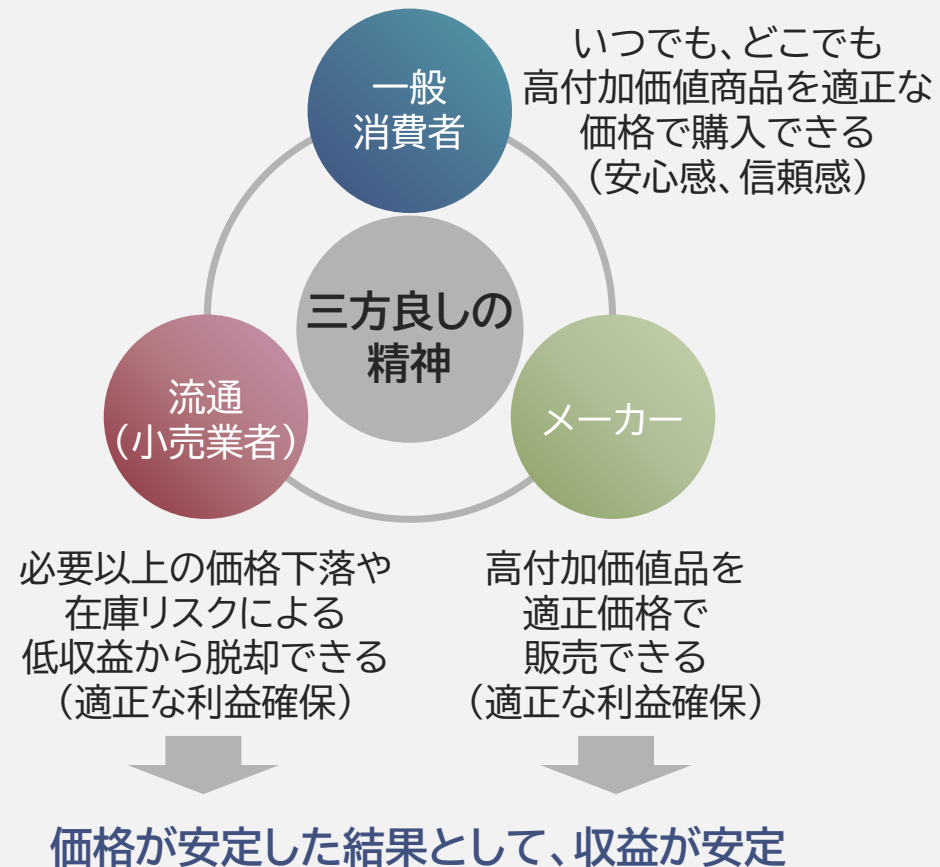 一般
消費者
いつでも、どこでも
高付加価値商品を適正な
価格で購入できる
（安心感、信頼感）
三方良しの
精神
流通
（小売業者）
メーカー
必要以上の価格下落や
在庫リスクによる
低収益から脱却できる
（適正な利益確保）
高付加価値品を
適正価格で
販売できる
（適正な利益確保）
価格が安定した結果として、収益が安定